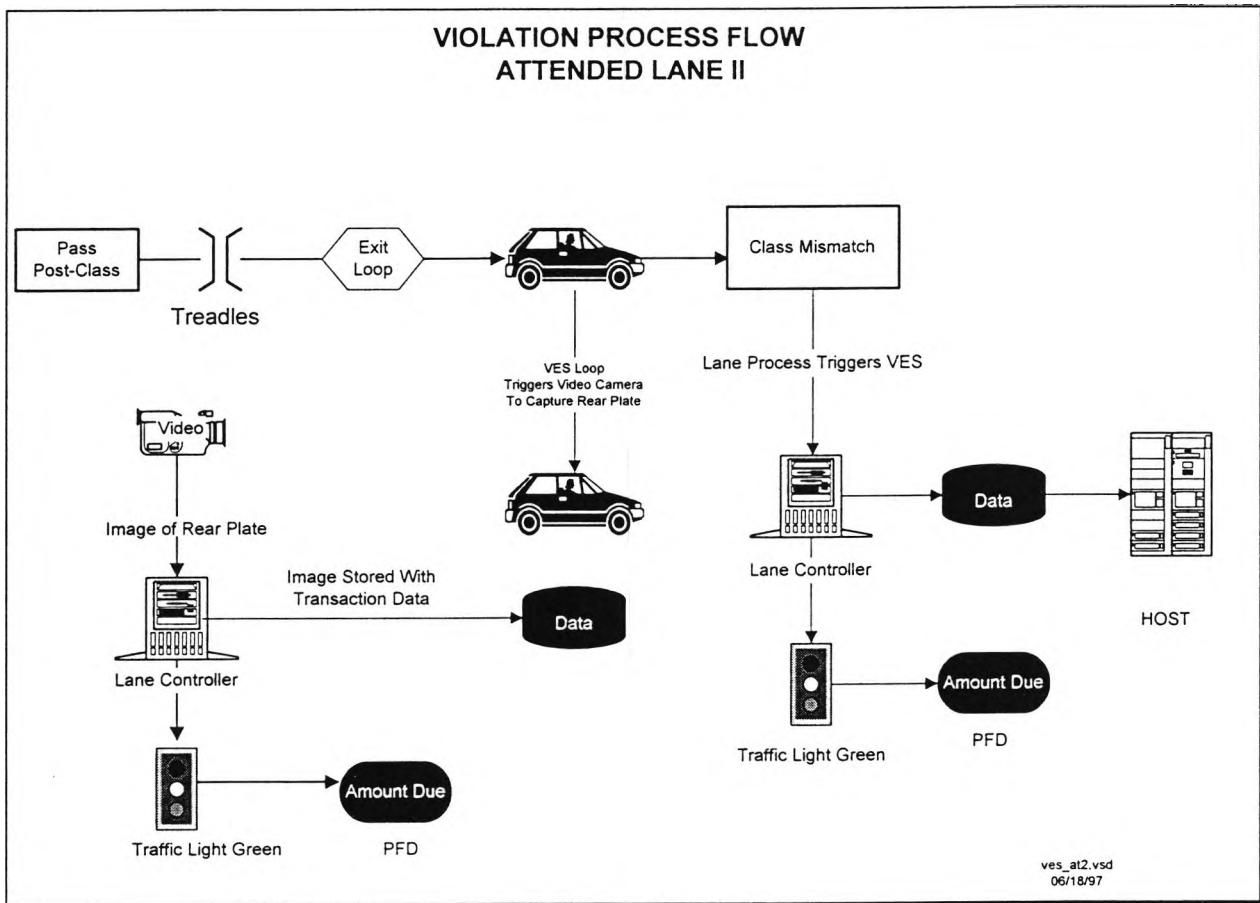 VIOLATION PROCESS FLOW
ATTENDED LANE II
Pass
Post-Class
Treadles
Exit
Loop
Class Mismatch
VES Loop
Triggers Video Camera
To Capture Rear Plate
Lane Process Triggers VES
Video
Image of Rear Plate
Image Stored With
Transaction Data
Data
Lane Controller
Data
Lane Controller
HOST
Traffic Light Green
Amount Due
PFD
Traffic Light Green
Amount Due
PFD
ves_at2.vsd
06/18/97